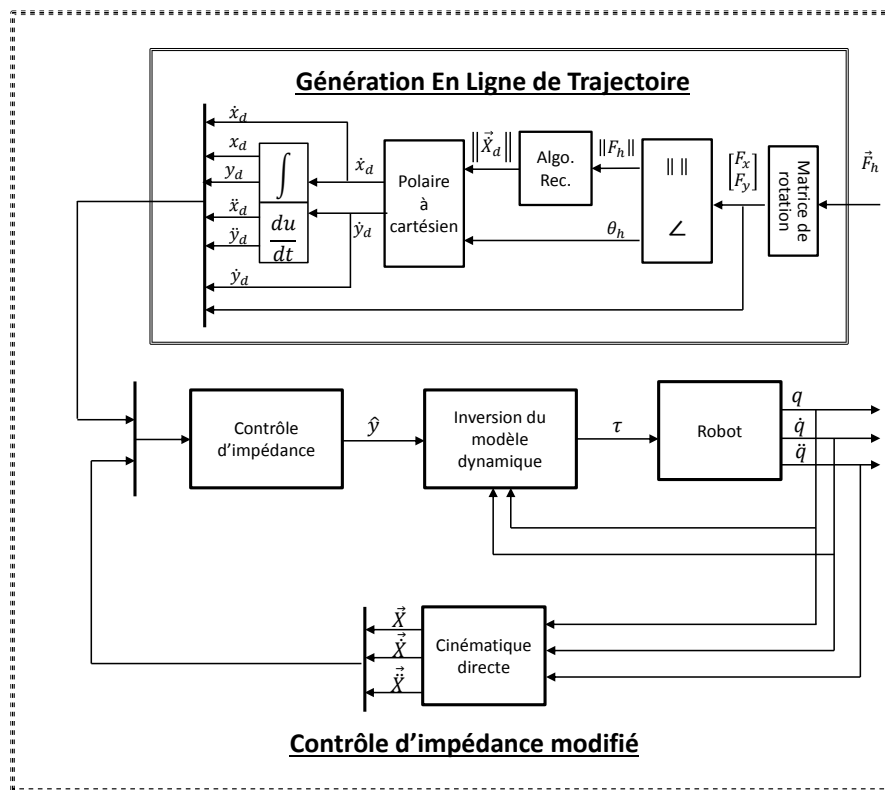 Génération En Ligne de Trajectoire
ẋ_d
x_d
y_d
ẍ_d
ÿ_d
ẏ_d
∫
du/dt
ẋ_d
ẏ_d
Polaire
à
cartésien
‖Ẋ⃗_d‖
Algo.
Rec.
‖F_h‖
θ_h
‖ ‖
∠
[F_x
F_y]
Matrice de
rotation
F⃗_h
Contrôle
d’impédance
ŷ
Inversion du
modèle
dynamique
τ
Robot
q
q̇
q̈
X⃗
Ẋ⃗
Ẍ⃗
Cinématique
directe
Contrôle d’impédance modifié